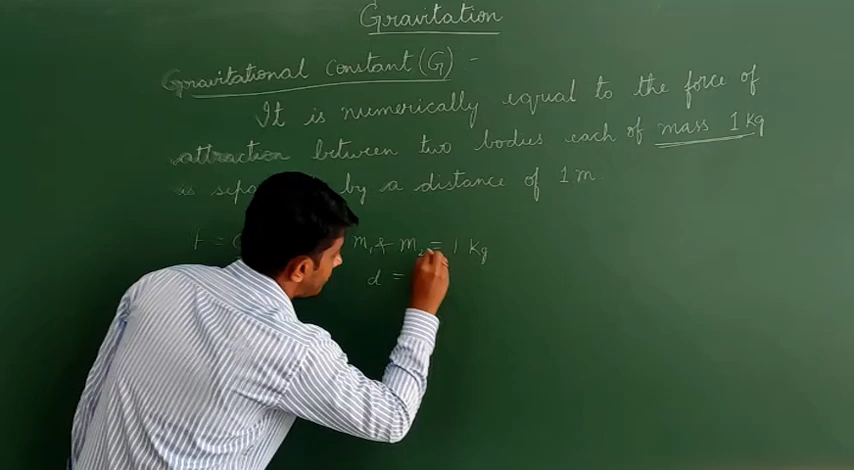 Gravitation
Gravitational constant (G) -
It is numerically equal to the force of
attraction between two bodies each of mass 1 kg
is by a distance of 1 m.
F = m₁ & m₂ = 1 kg
d =